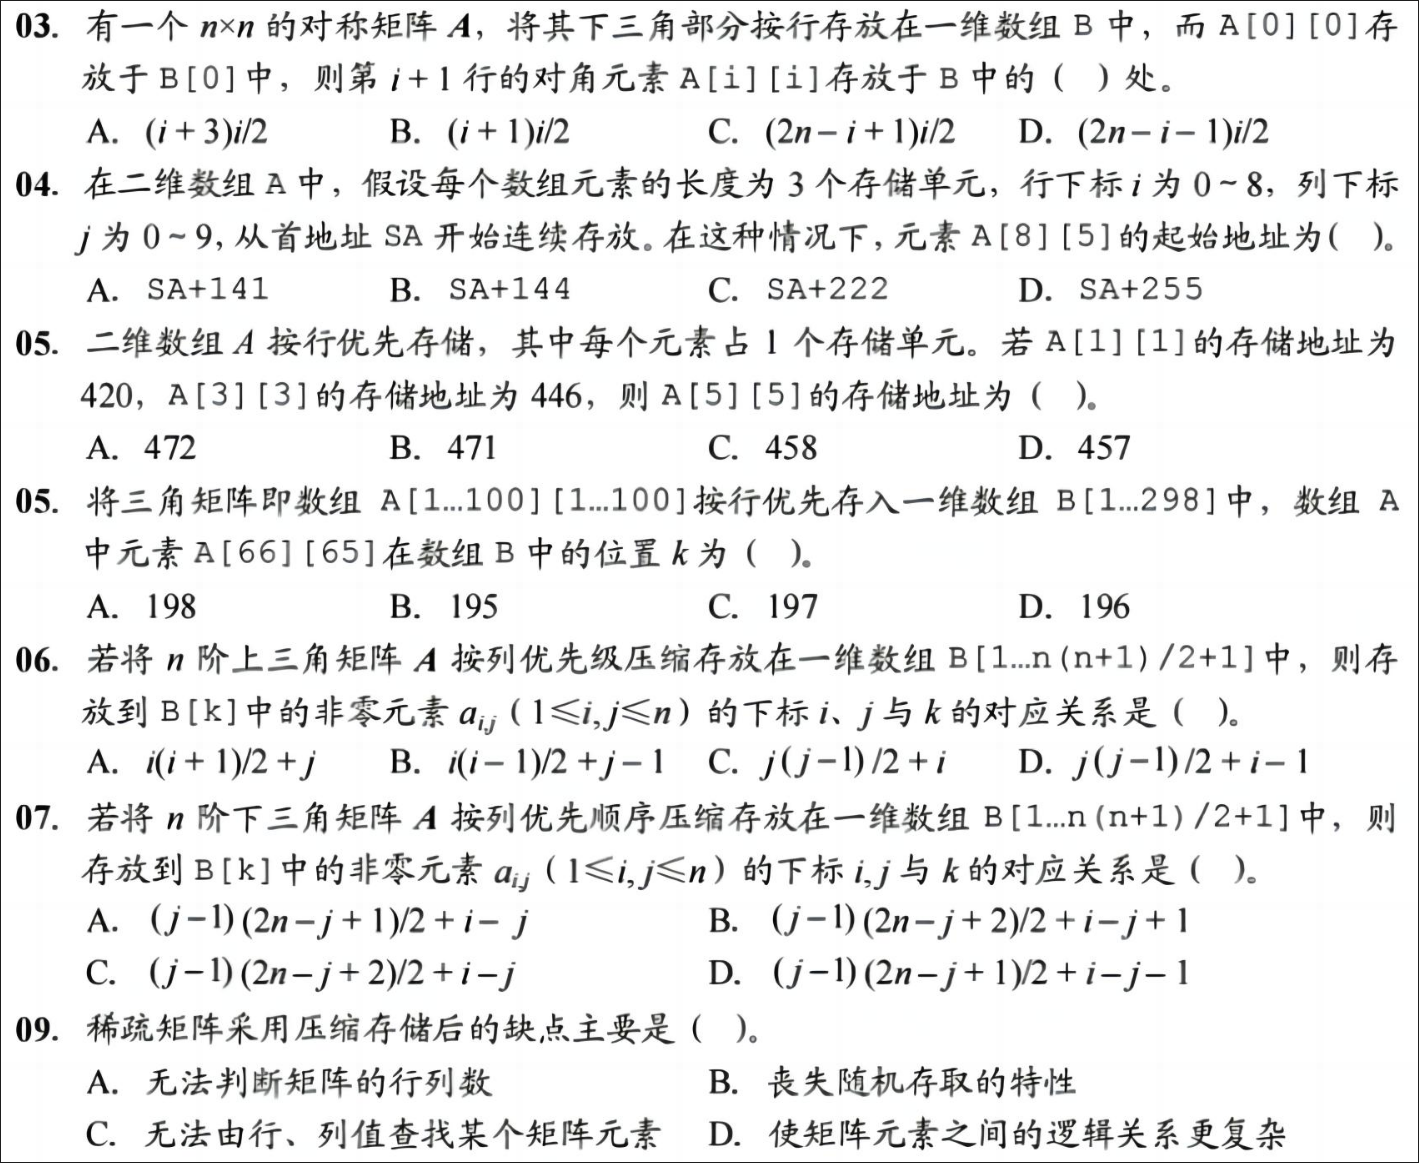 03. 有一个 n×n 的对称矩阵 A，将其下三角部分按行存放在一维数组 B 中，而 A[0][0]存
放于 B[0]中，则第 i+1 行的对角元素 A[i][i]存放于 B 中的（ ）处。
A. (i+3)i/2 B. (i+1)i/2 C. (2n-i+1)i/2 D. (2n-i-1)i/2
04. 在二维数组 A 中，假设每个数组元素的长度为 3 个存储单元，行下标 i 为 0~8，列下标
j 为 0~9，从首地址 SA 开始连续存放。在这种情况下，元素 A[8][5]的起始地址为（ ）。
A. SA+141 B. SA+144 C. SA+222 D. SA+255
05. 二维数组 A 按行优先存储，其中每个元素占 1 个存储单元。若 A[1][1]的存储地址为
420，A[3][3]的存储地址为 446，则 A[5][5]的存储地址为（ ）。
A. 472 B. 471 C. 458 D. 457
05. 将三角矩阵即数组 A[1…100][1…100]按行优先存入一维数组 B[1…298]中，数组 A
中元素 A[66][65]在数组 B 中的位置 k 为（ ）。
A. 198 B. 195 C. 197 D. 196
06. 若将 n 阶上三角矩阵 A 按列优先级压缩存放在一维数组 B[1…n(n+1)/2+1]中，则存
放到 B[k]中的非零元素 ai,j（1≤i,j≤n）的下标 i、j 与 k 的对应关系是（ ）。
A. i(i+1)/2+j B. i(i-1)/2+j-1 C. j(j-1)/2+i D. j(j-1)/2+i-1
07. 若将 n 阶下三角矩阵 A 按列优先顺序压缩存放在一维数组 B[1…n(n+1)/2+1]中，则
存放到 B[k]中的非零元素 ai,j（1≤i,j≤n）的下标 i,j 与 k 的对应关系是（ ）。
A. (j-1)(2n-j+1)/2+i-j B. (j-1)(2n-j+2)/2+i-j+1
C. (j-1)(2n-j+2)/2+i-j D. (j-1)(2n-j+1)/2+i-j-1
09. 稀疏矩阵采用压缩存储后的缺点主要是（ ）。
A. 无法判断矩阵的行列数 B. 丧失随机存取的特性
C. 无法由行、列值查找某个矩阵元素 D. 使矩阵元素之间的逻辑关系更复杂